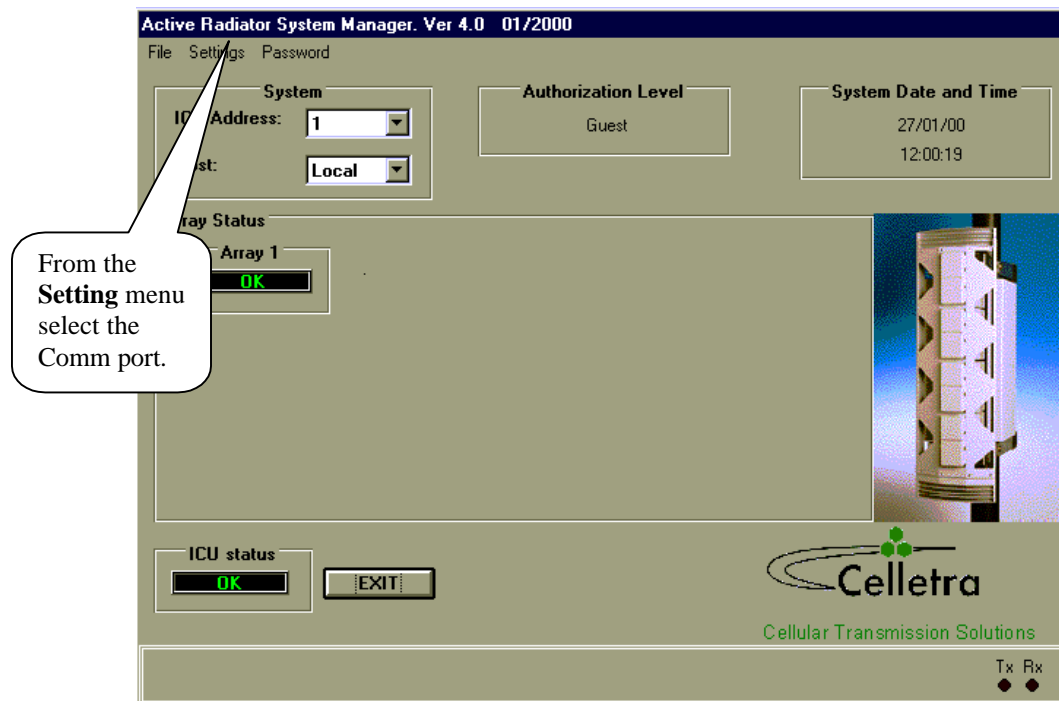 Active Radiator System Manager. Ver 4.0 01/2000
File Settings Password
System
Address:
1
Local
Authorization Level
Guest
System Date and Time
27/01/00
12:00:19
Status
Array 1
OK
From the
Setting menu
select the
Comm port.
ICU status
OK
EXIT
Celletra
Cellular Transmission Solutions
Tx Rx